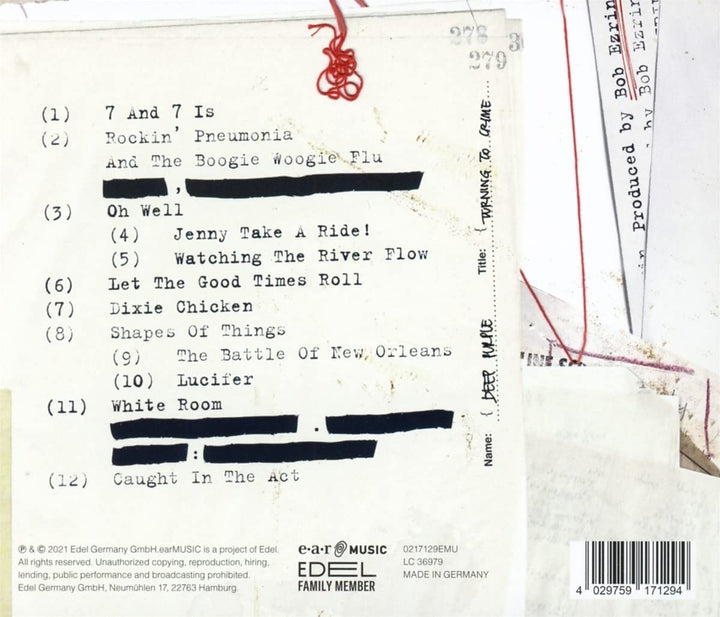 278
279
3
(1) 7 And 7 Is
(2) Rockin' Pneumonia
And The Boogie Woogie Flu
,
(3) Oh Well
(4) Jenny Take A Ride!
(5) Watching The River Flow
(6) Let The Good Times Roll
(7) Dixie Chicken
(8) Shapes Of Things
(9) The Battle Of New Orleans
(10) Lucifer
(11) White Room
.
:
(12) Caught In The Act
Name: ( DEEP PURPLE Title: ( TURNING TO CRIME
Produced by Bob Ezrin
by Bob Ezrin
℗ & © 2021 Edel Germany GmbH.earMUSIC is a project of Edel.
All rights reserved. Unauthorized copying, reproduction, hiring,
lending, public performance and broadcasting prohibited.
Edel Germany GmbH, Neumühlen 17, 22763 Hamburg.
e·a·r MUSIC
EDEL
FAMILY MEMBER
0217129EMU
LC 36979
MADE IN GERMANY
4 029759 171294